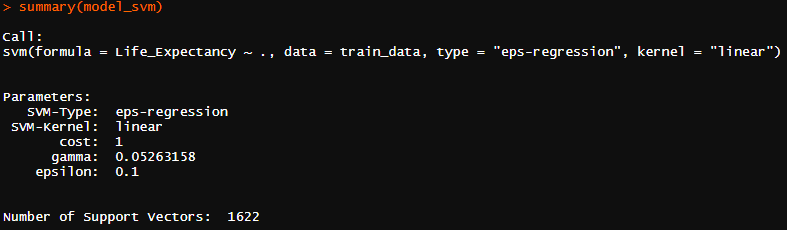 > summary(model_svm)
Call:
svm(formula = Life_Expectancy ~ ., data = train_data, type = "eps-regression", kernel = "linear")
Parameters:
SVM-Type: eps-regression
SVM-Kernel: linear
cost: 1
gamma: 0.05263158
epsilon: 0.1
Number of Support Vectors: 1622